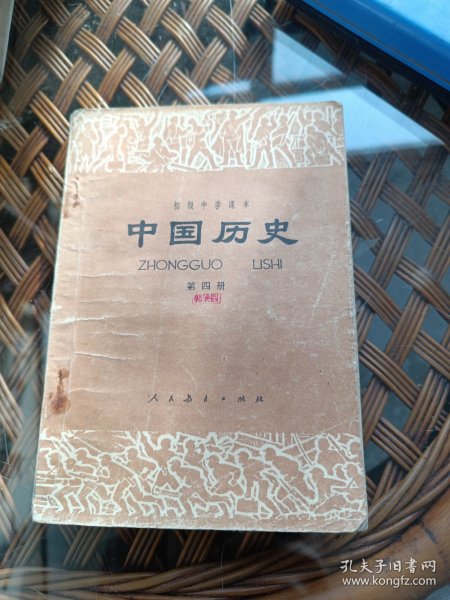 初级中学课本
中国历史
ZHONGGUO LISHI
第四册
人民教育出版社
孔夫子旧书网
www.kongfz.com